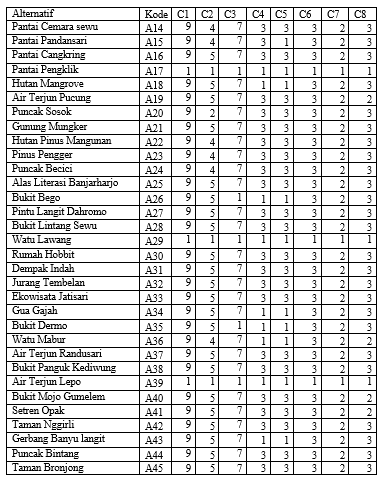 Alternatif Kode C1 C2 C3 C4 C5 C6 C7 C8
Pantai Cemara sewu A14 9 4 7 3 3 3 2 3
Pantai Pandansari A15 9 4 7 3 1 3 2 3
Pantai Cangkring A16 9 5 7 3 3 3 2 3
Pantai Pengklik A17 1 1 1 1 1 1 1 1
Hutan Mangrove A18 9 5 7 1 1 3 2 3
Air Terjun Pucung A19 9 5 7 3 3 3 2 2
Puncak Sosok A20 9 2 7 3 3 3 2 3
Gunung Mungker A21 9 5 7 3 3 3 2 3
Hutan Pinus Mangunan A22 9 4 7 3 3 3 2 3
Pinus Pengger A23 9 4 7 3 3 3 2 3
Puncak Becici A24 9 4 7 3 3 3 2 3
Alas Literasi Banjarharjo A25 9 5 7 3 3 3 2 3
Bukit Bego A26 9 5 1 1 1 3 2 3
Pintu Langit Dahromo A27 9 5 7 3 3 3 2 3
Bukit Lintang Sewu A28 9 5 7 3 3 3 2 3
Watu Lawang A29 1 1 1 1 1 1 1 1
Rumah Hobbit A30 9 5 7 3 3 3 2 3
Dempak Indah A31 9 5 7 3 3 3 2 3
Jurang Tembelan A32 9 5 7 3 3 3 2 3
Ekowisata Jatisari A33 9 5 7 3 3 3 2 3
Gua Gajah A34 9 5 7 1 1 3 2 3
Bukit Dermo A35 9 5 1 1 1 3 2 3
Watu Mabur A36 9 4 7 1 1 3 2 2
Air Terjun Randusari A37 9 5 7 3 3 3 2 3
Bukit Panguk Kediwung A38 9 5 7 3 3 3 2 3
Air Terjun Lepo A39 1 1 1 1 1 1 1 1
Bukit Mojo Gumelem A40 9 5 7 3 3 3 2 2
Setren Opak A41 9 5 7 3 3 3 2 2
Taman Nggirli A42 9 5 7 3 3 3 2 3
Gerbang Banyu langit A43 9 5 7 1 1 3 2 3
Puncak Bintang A44 9 5 7 3 3 3 2 3
Taman Bronjong A45 9 5 7 3 3 3 2 3